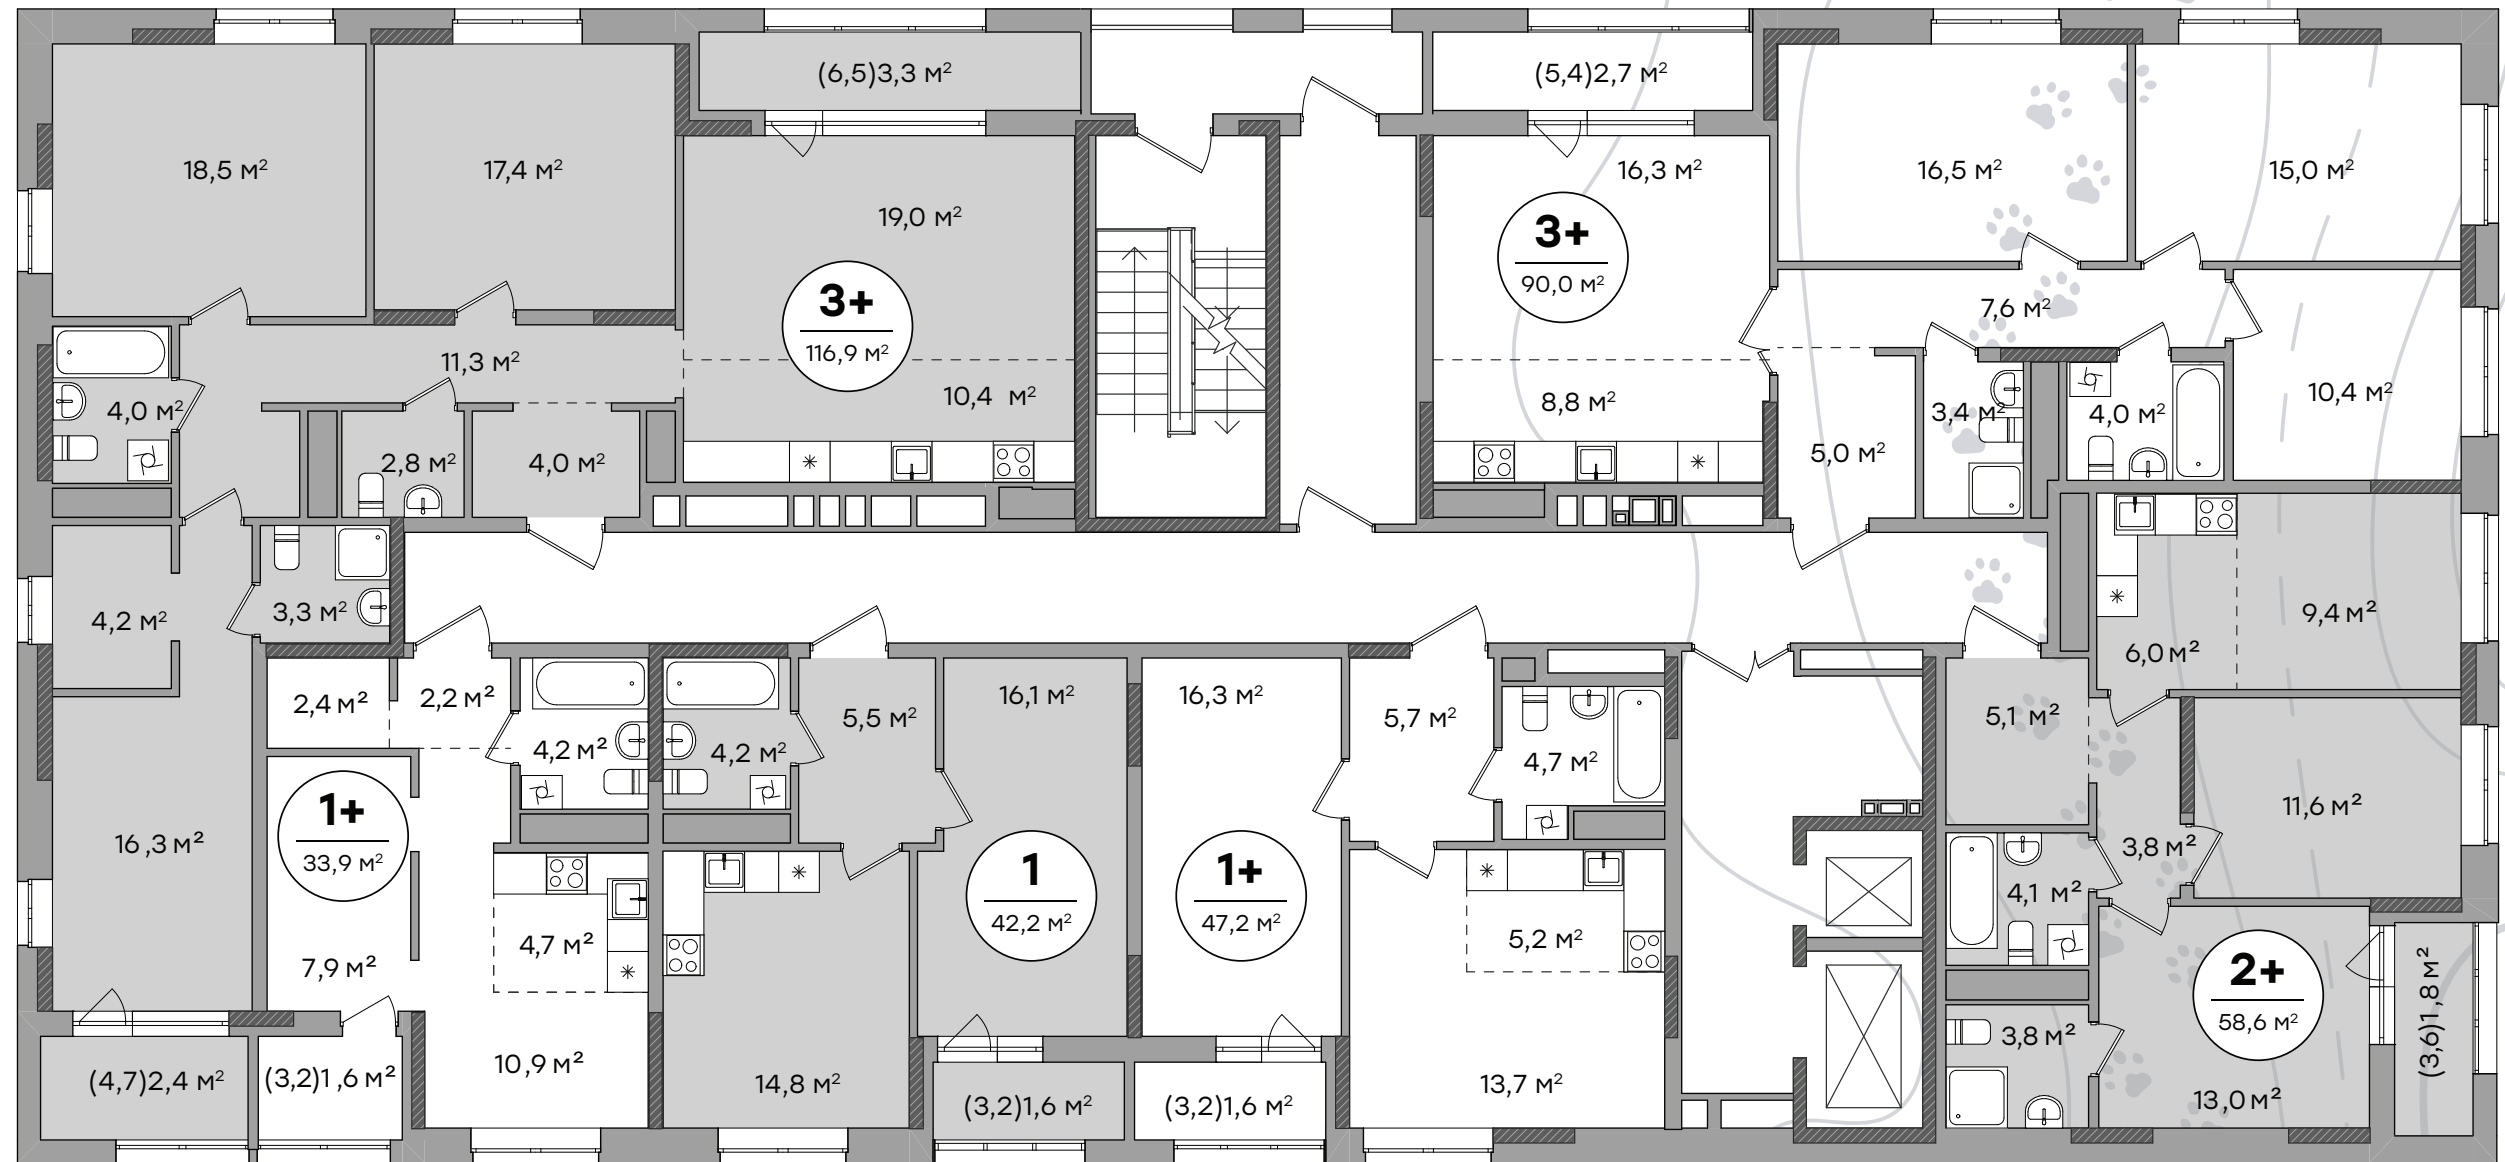 (6,5)3,3 м²
(5,4)2,7 м²
18,5 м²
17,4 м²
19,0 м²
3+
116,9 м²
10,4 м²
16,3 м²
3+
90,0 м²
8,8 м²
16,5 м²
15,0 м²
7,6 м²
11,3 м²
4,0 м²
2,8 м²
4,0 м²
5,0 м²
3,4 м²
4,0 м²
10,4 м²
4,2 м²
3,3 м²
9,4 м²
6,0 м²
2,4 м²
2,2 м²
4,2 м²
4,2 м²
5,5 м²
16,1 м²
16,3 м²
5,7 м²
4,7 м²
5,1 м²
11,6 м²
16,3 м²
1+
33,9 м²
7,9 м²
4,7 м²
10,9 м²
1
42,2 м²
1+
47,2 м²
5,2 м²
3,8 м²
4,1 м²
2+
58,6 м²
3,8 м²
13,0 м²
(3,6)1,8 м²
(4,7)2,4 м²
(3,2)1,6 м²
14,8 м²
(3,2)1,6 м²
(3,2)1,6 м²
13,7 м²